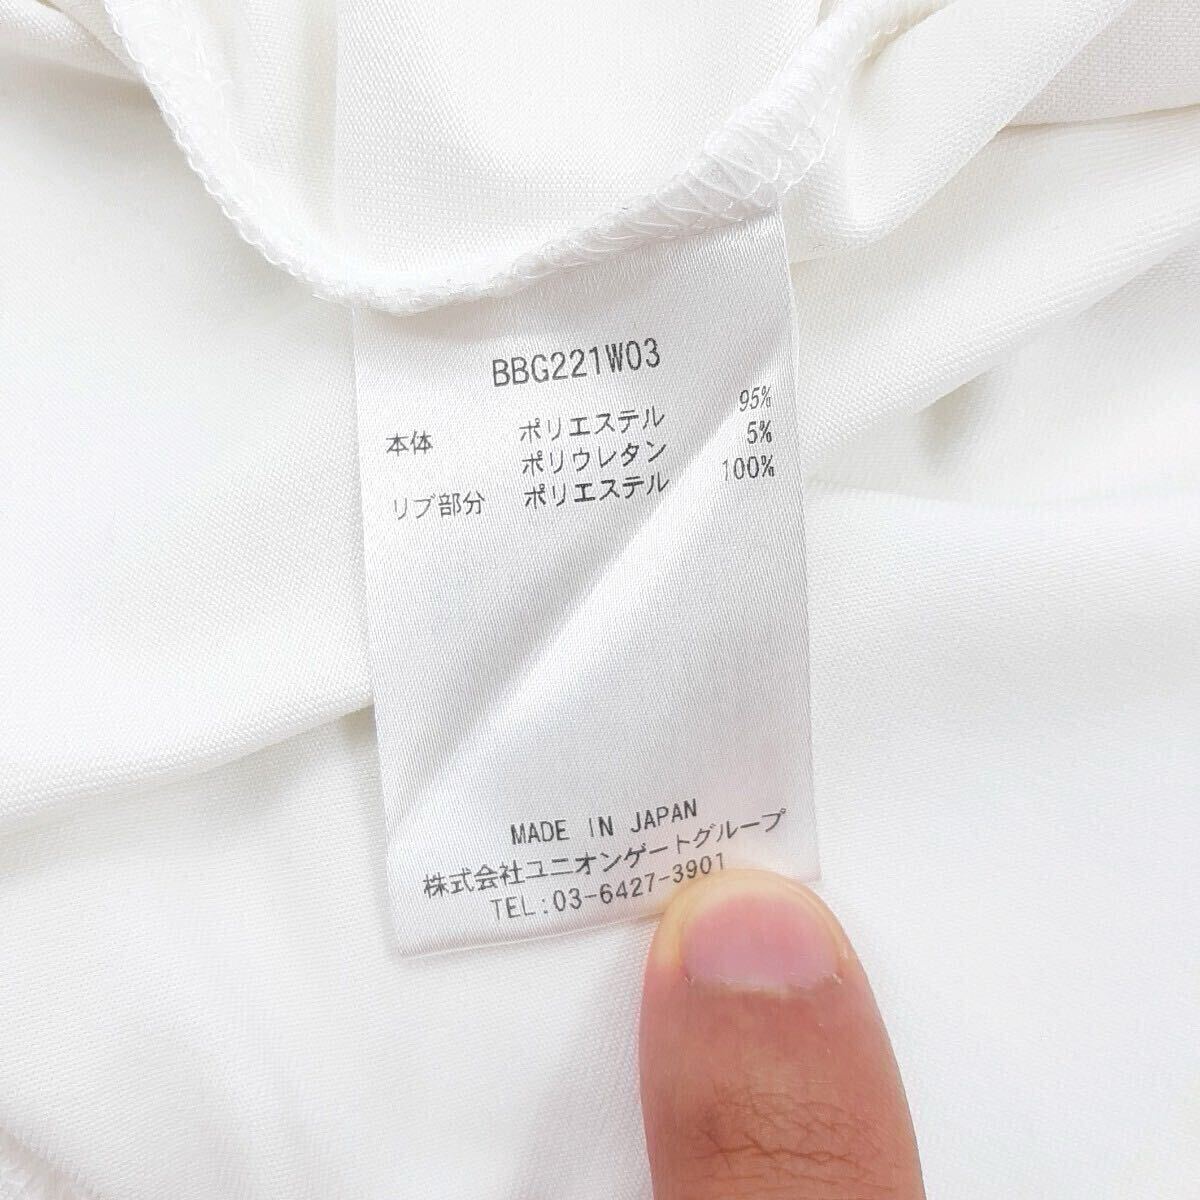 BBG221W03
本体 ポリエステル 95%
ポリウレタン 5%
リブ部分 ポリエステル 100%
MADE IN JAPAN
株式会社ユニオンゲートグループ
TEL:03-6427-3901